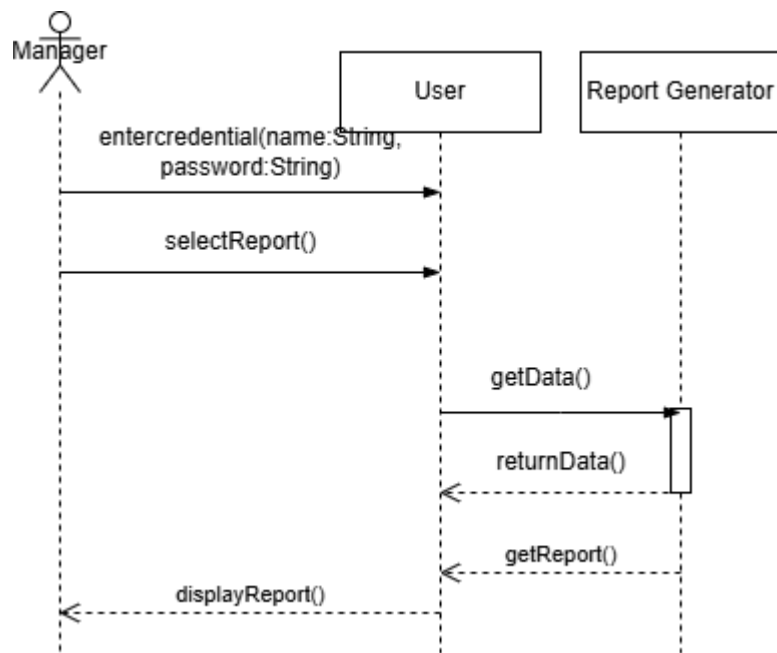 Manager
User
Report Generator
entercredential(name:String,
password:String)
selectReport()
getData()
returnData()
getReport()
displayReport()